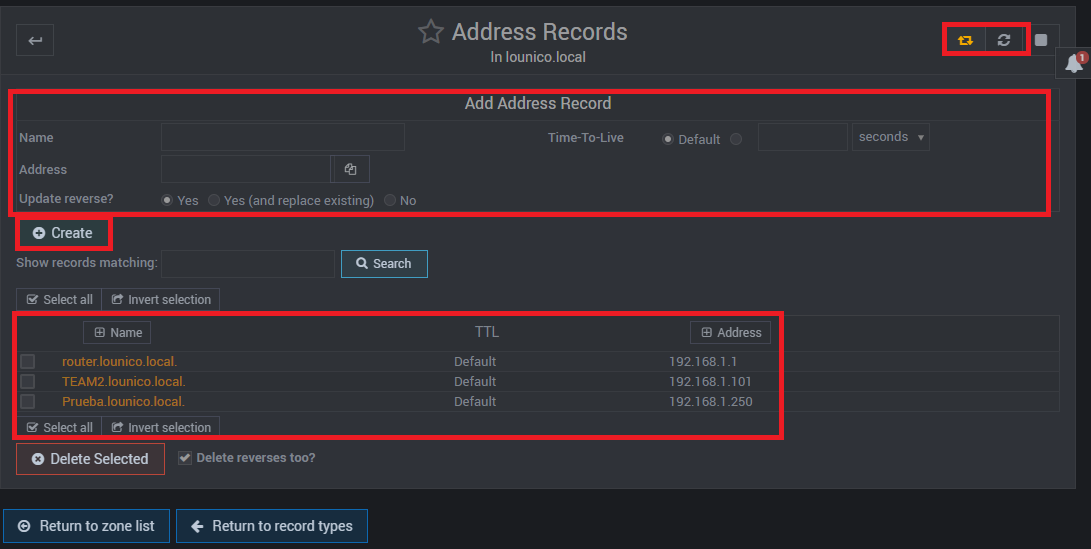 Address Records
In lounico.local
1
Add Address Record
Name
Time-To-Live Default seconds
Address
Update reverse? Yes Yes (and replace existing) No
Create
Show records matching: Search
Select all Invert selection
Name TTL Address
router.lounico.local. Default 192.168.1.1
TEAM2.lounico.local. Default 192.168.1.101
Prueba.lounico.local. Default 192.168.1.250
Select all Invert selection
Delete Selected Delete reverses too?
Return to zone list Return to record types